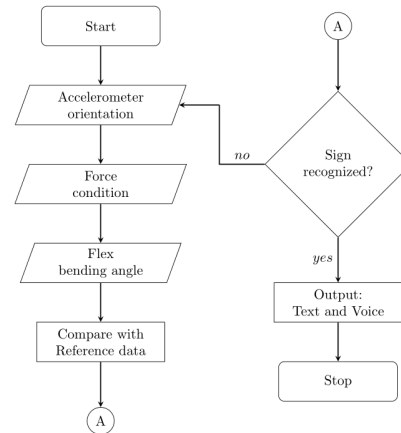 Start
Accelerometer
orientation
Force
condition
Flex
bending angle
Compare with
Reference data
A
A
Sign
recognized?
no
yes
Output:
Text and Voice
Stop